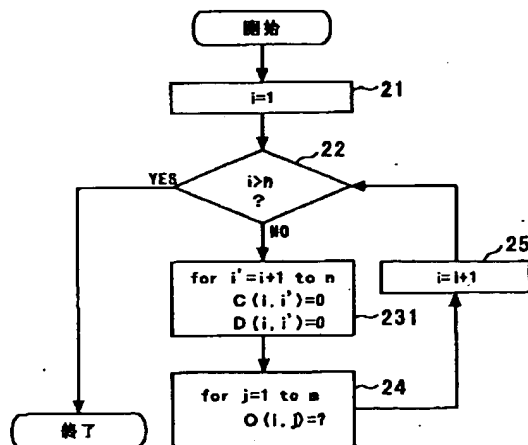 開始
i=1
21
22
i>n
?
YES
NO
for i'=i+1 to n
C(i,i')=0
D(i,i')=0
231
25
i=i+1
for j=1 to m
O(i,j)=?
24
終了